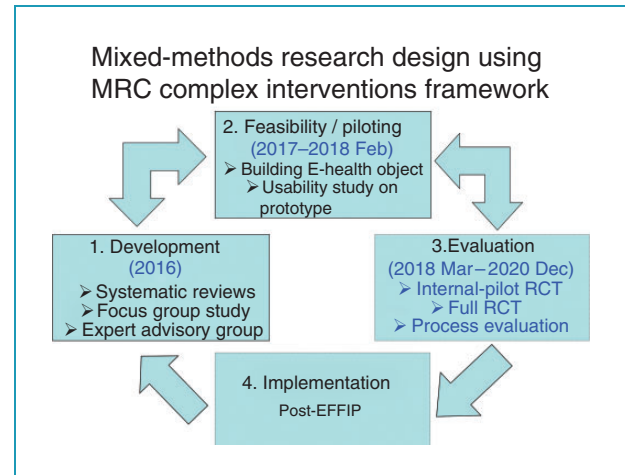 Mixed-methods research design using
MRC complex interventions framework
2. Feasibility / piloting
(2017–2018 Feb)
➢ Building E-health object
➢ Usability study on
prototype
1. Development
(2016)
➢ Systematic reviews
➢ Focus group study
➢ Expert advisory group
3.Evaluation
(2018 Mar–2020 Dec)
➢ Internal-pilot RCT
➢ Full RCT
➢ Process evaluation
4. Implementation
Post-EFFIP